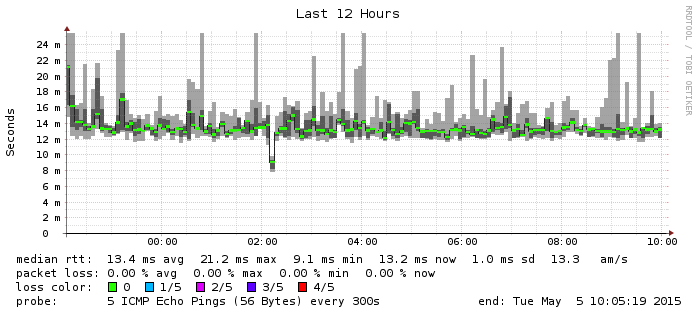 Last 12 Hours
RRDTOOL / TOBI OETIKER
Seconds
24 m
22 m
20 m
18 m
16 m
14 m
12 m
10 m
8 m
6 m
4 m
2 m
0
00:00 02:00 04:00 06:00 08:00 10:00
median rtt: 13.4 ms avg 21.2 ms max 9.1 ms min 13.2 ms now 1.0 ms sd 13.3 am/s
packet loss: 0.00 % avg 0.00 % max 0.00 % min 0.00 % now
loss color: 0 1/5 2/5 3/5 4/5
probe: 5 ICMP Echo Pings (56 Bytes) every 300s end: Tue May 5 10:05:19 2015